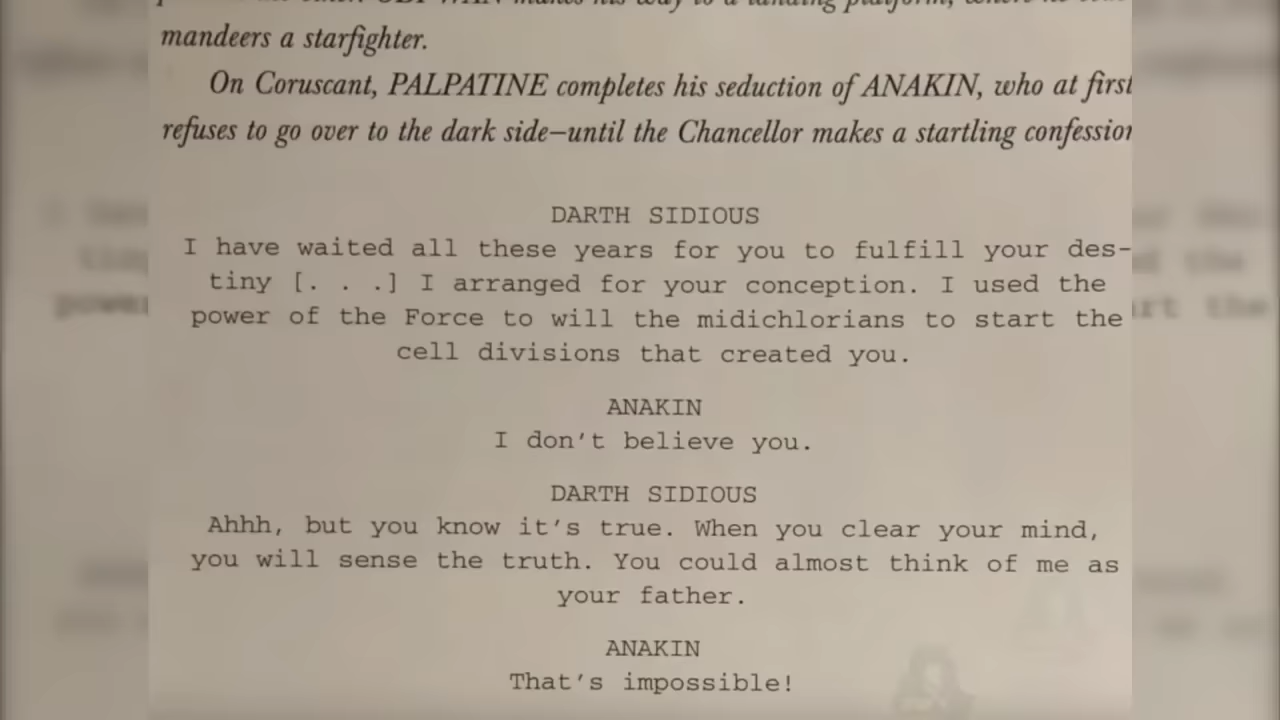 mandeers a starfighter.
On Coruscant, PALPATINE completes his seduction of ANAKIN, who at first
refuses to go over to the dark side—until the Chancellor makes a startling confession
DARTH SIDIOUS
I have waited all these years for you to fulfill your des-
tiny [. . .] I arranged for your conception. I used the
power of the Force to will the midichlorians to start the
cell divisions that created you.
ANAKIN
I don't believe you.
DARTH SIDIOUS
Ahhh, but you know it's true. When you clear your mind,
you will sense the truth. You could almost think of me as
your father.
ANAKIN
That's impossible!